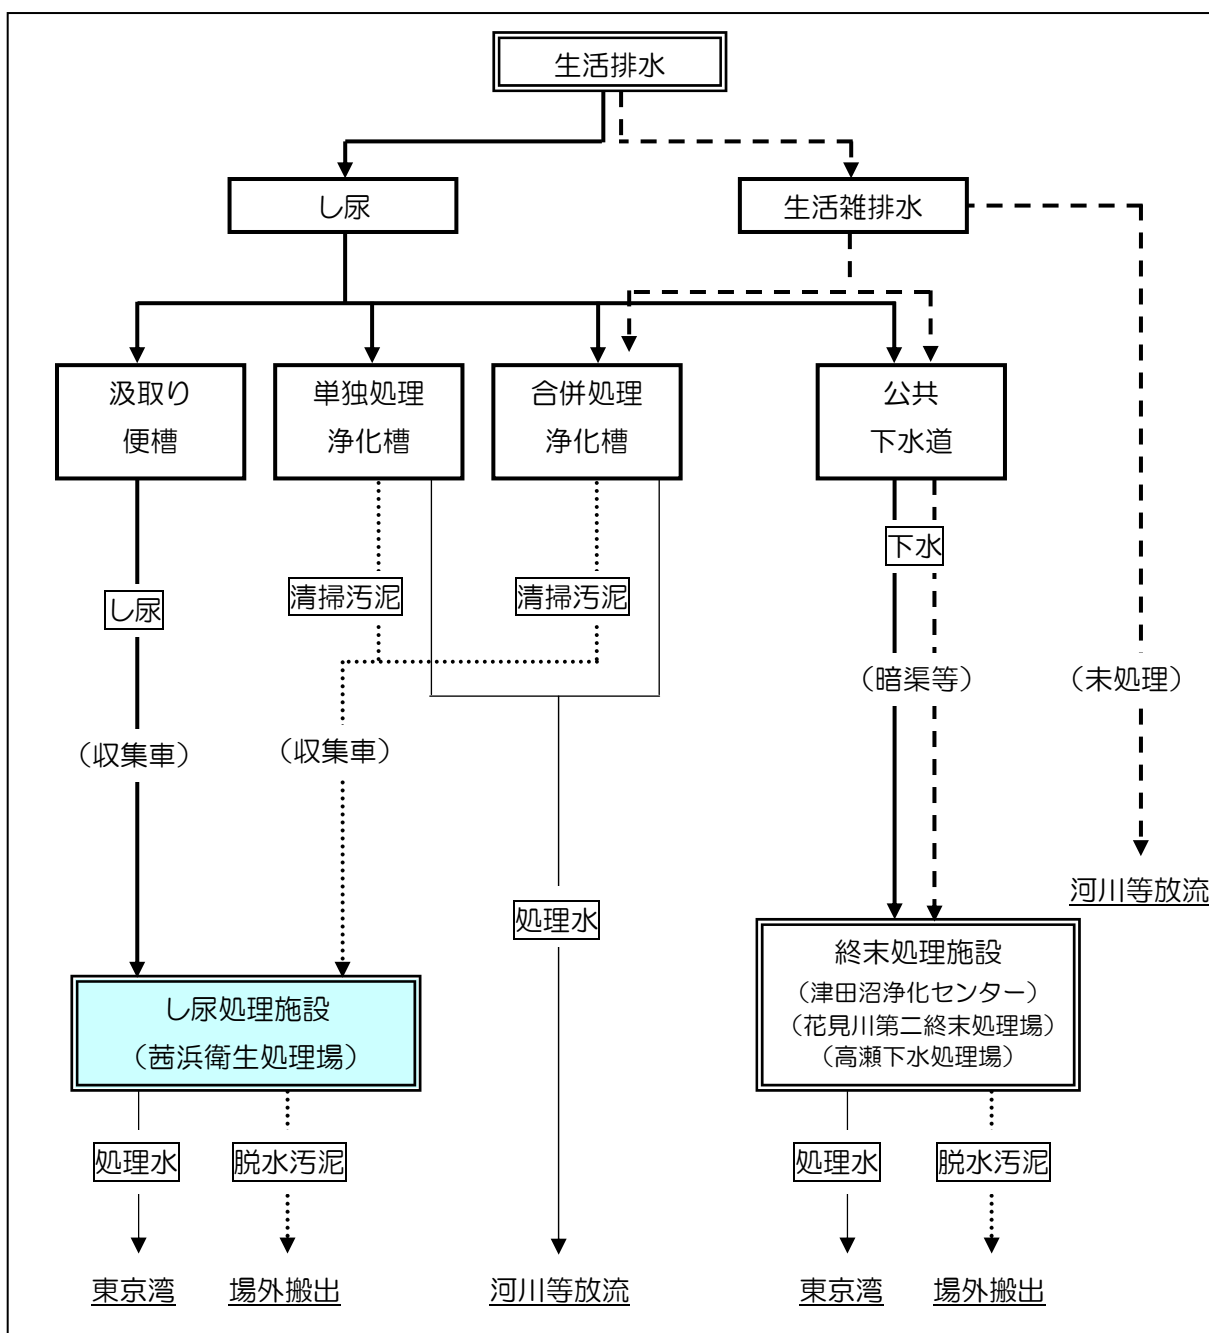 生活排水
し尿
生活雑排水
汲取り
便槽
単独処理
浄化槽
合併処理
浄化槽
公共
下水道
下水
し尿
清掃汚泥
清掃汚泥
（暗渠等）
（未処理）
（収集車）
（収集車）
河川等放流
処理水
し尿処理施設
（茜浜衛生処理場）
終末処理施設
（津田沼浄化センター）
（花見川第二終末処理場）
（高瀬下水処理場）
処理水
脱水汚泥
処理水
脱水汚泥
東京湾
場外搬出
河川等放流
東京湾
場外搬出